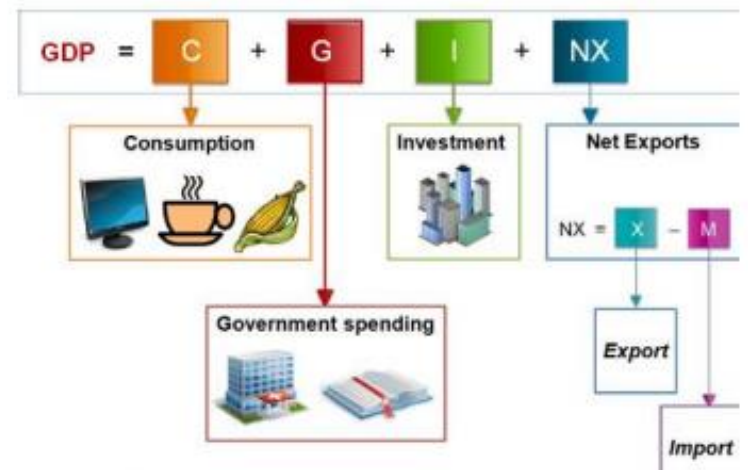 GDP = C + G + I + NX
Consumption
Investment
Net Exports
NX = X – M
Government spending
Export
Import